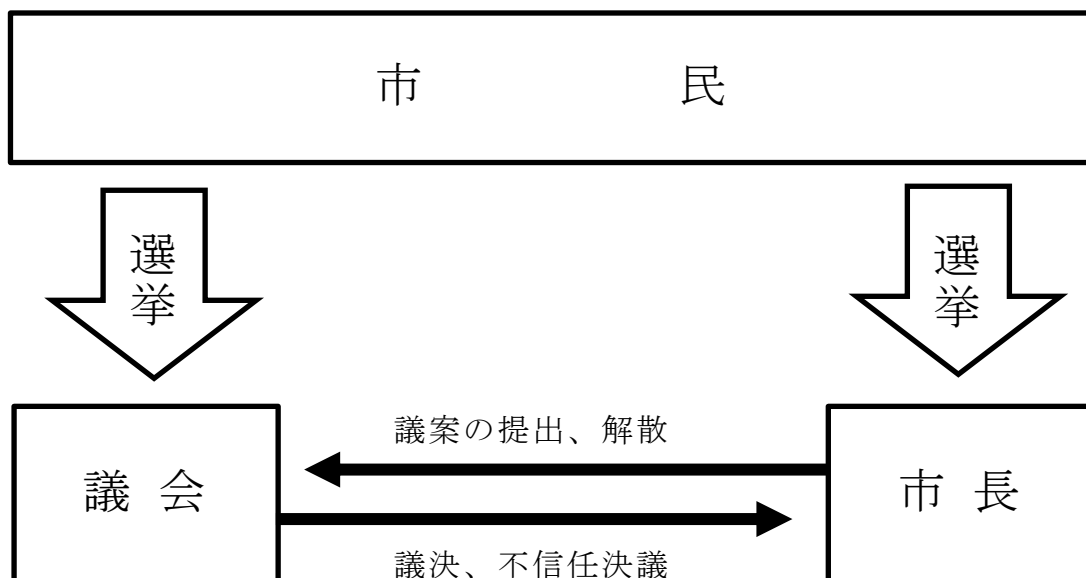 市民
選挙
選挙
議案の提出、解散
議会
市長
議決、不信任決議